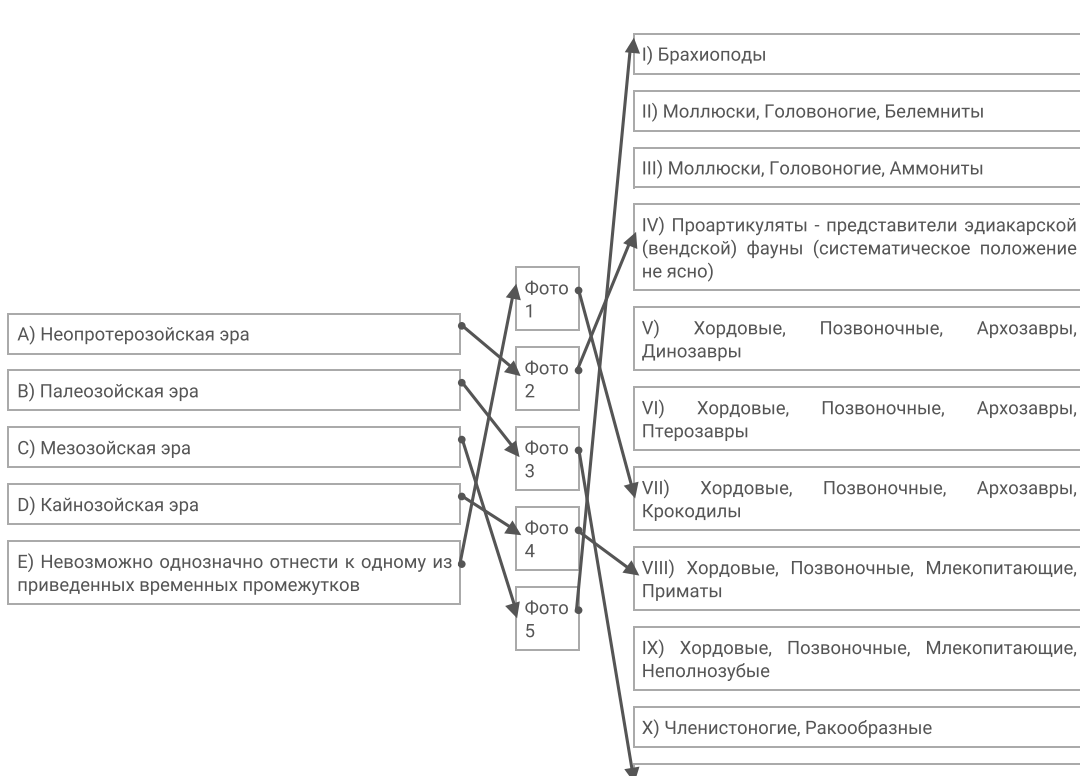 A) Неопротерозойская эра
B) Палеозойская эра
C) Мезозойская эра
D) Кайнозойская эра
E) Невозможно однозначно отнести к одному из
приведенных временных промежутков
Фото
1
Фото
2
Фото
3
Фото
4
Фото
5
I) Брахиоподы
II) Моллюски, Головоногие, Белемниты
III) Моллюски, Головоногие, Аммониты
IV) Проартикуляты - представители эдиакарской
(вендской) фауны (систематическое положение
не ясно)
V) Хордовые, Позвоночные, Архозавры,
Динозавры
VI) Хордовые, Позвоночные, Архозавры,
Птерозавры
VII) Хордовые, Позвоночные, Архозавры,
Крокодилы
VIII) Хордовые, Позвоночные, Млекопитающие,
Приматы
IX) Хордовые, Позвоночные, Млекопитающие,
Неполнозубые
X) Членистоногие, Ракообразные